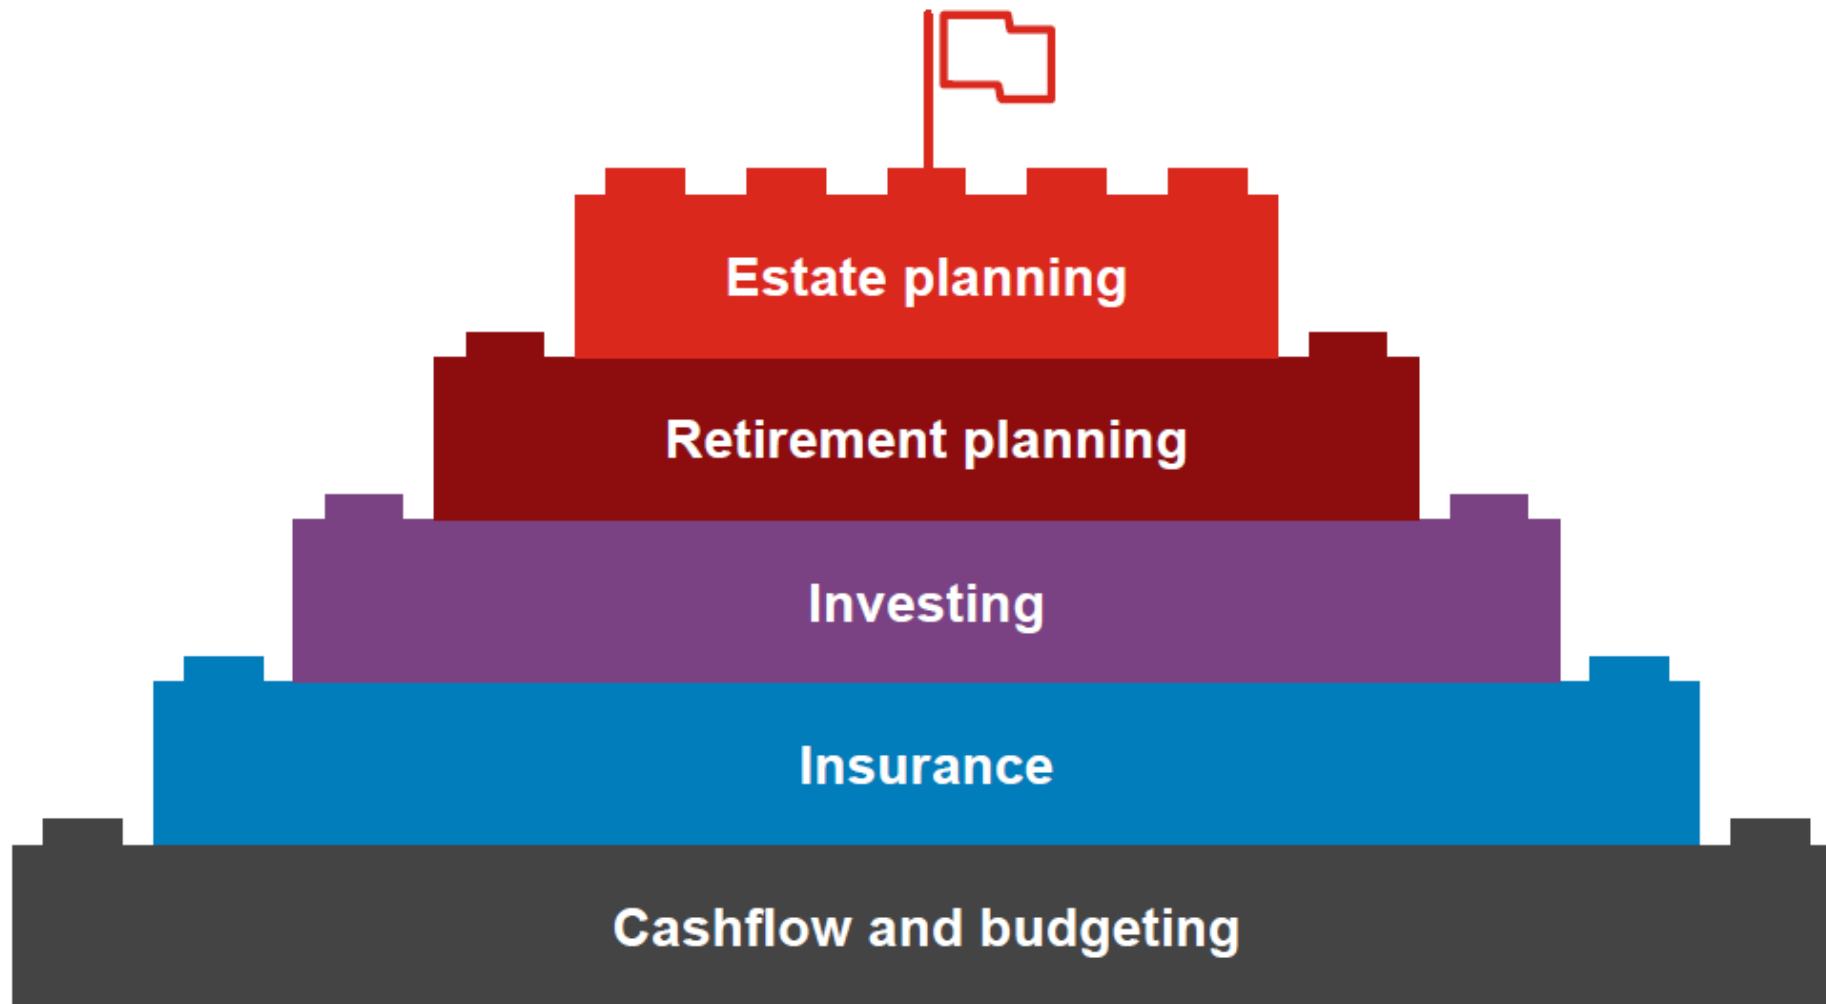 Estate planning
Retirement planning
Investing
Insurance
Cashflow and budgeting